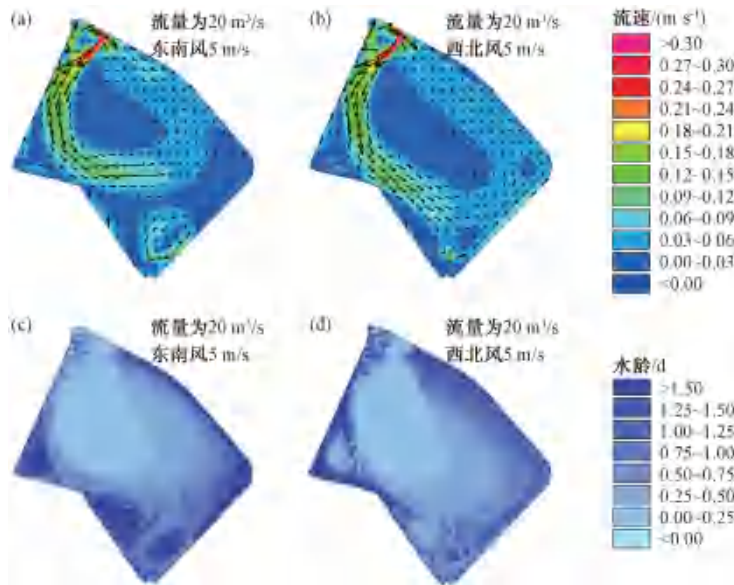 (a)
流量为20 m³/s
东南风5 m/s
(b)
流量为20 m³/s
西北风5 m/s
流速/(m s⁻¹)
>0.30
0.27~0.30
0.24~0.27
0.21~0.24
0.18~0.21
0.15~0.18
0.12~0.15
0.09~0.12
0.06~0.09
0.03~0.06
0.00~0.03
<0.00
(c)
流量为20 m³/s
东南风5 m/s
(d)
流量为20 m³/s
西北风5 m/s
水龄/d
>1.50
1.25~1.50
1.00~1.25
0.75~1.00
0.50~0.75
0.25~0.50
0.00~0.25
<0.00